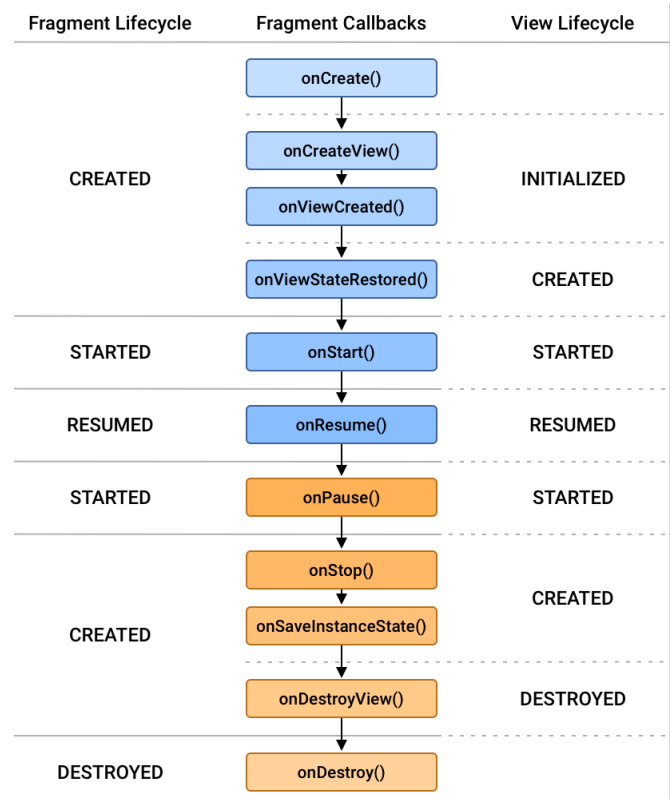 Fragment Lifecycle Fragment Callbacks View Lifecycle
onCreate()
onCreateView()
CREATED INITIALIZED
onViewCreated()
onViewStateRestored() CREATED
STARTED onStart() STARTED
RESUMED onResume() RESUMED
STARTED onPause() STARTED
onStop()
CREATED
onSaveInstanceState()
CREATED
onDestroyView() DESTROYED
DESTROYED onDestroy()